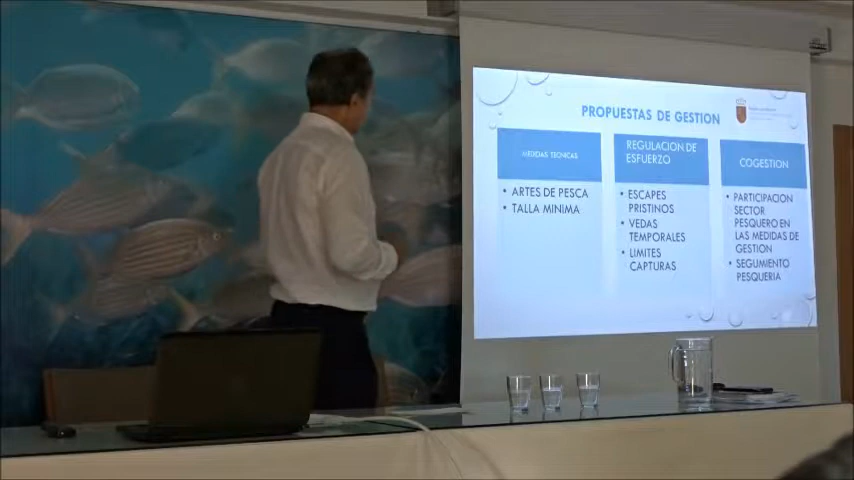 PROPUESTAS de GESTION
MEDIDAS TECNICAS
• ARTES DE PESCA
• TALLA MINIMA
REGULACION DE
ESFUERZO
• ESCAPES
PRISTINOS
• VEDAS
TEMPORALES
• LIMITES
CAPTURAS
COGESTION
• PARTICIPACION
SECTOR
PESQUERO EN
LAS MEDIDAS DE
GESTION
• SEGUMIENTO
PESQUERIA